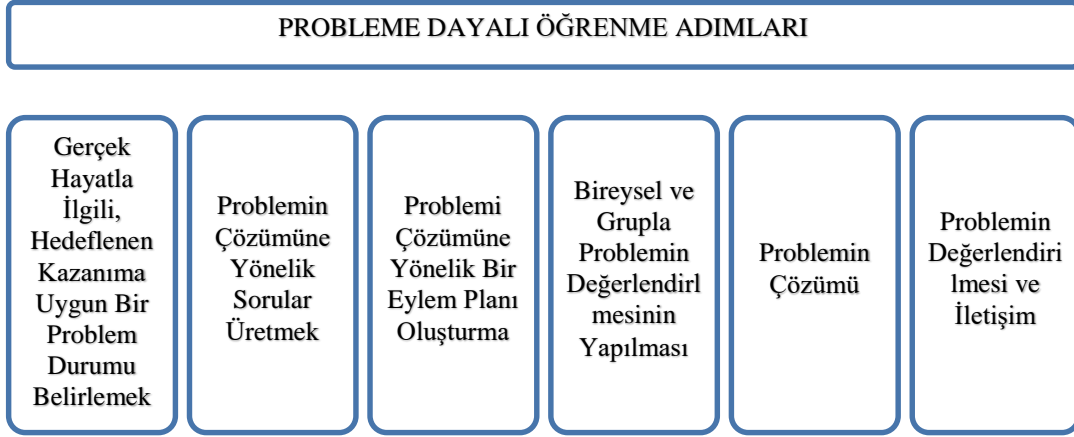 PROBLEME DAYALI ÖĞRENME ADIMLARI
Gerçek
Hayatla
İlgili,
Hedeflenen
Kazanıma
Uygun Bir
Problem
Durumu
Belirlemek
Problemin
Çözümüne
Yönelik
Sorular
Üretmek
Problemi
Çözümüne
Yönelik Bir
Eylem Planı
Oluşturma
Bireysel ve
Grupla
Problemin
Değerlendirl
mesinin
Yapılması
Problemin
Çözümü
Problemin
Değerlendiri
lmesi ve
İletişim